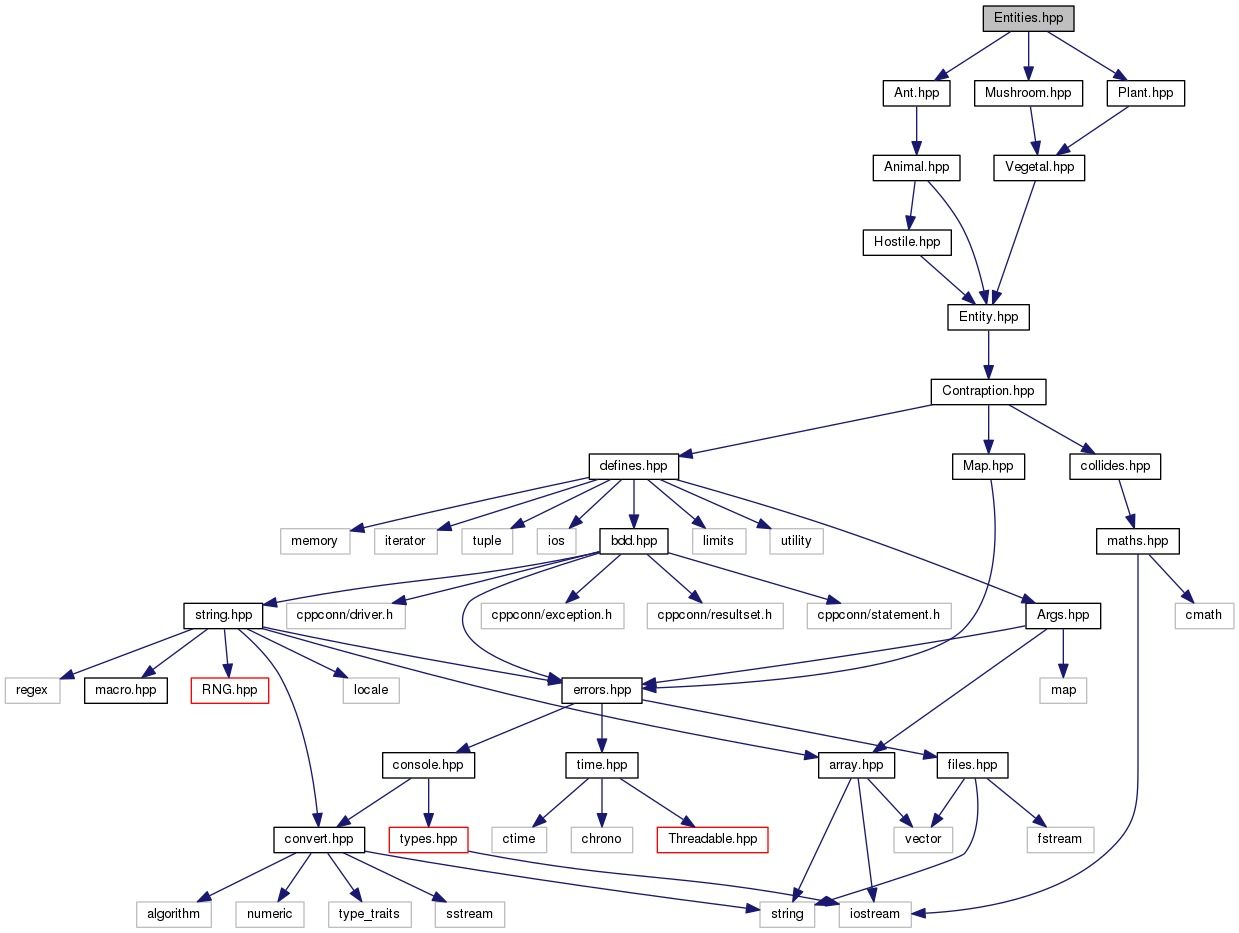 Entities.hpp
Ant.hpp
Mushroom.hpp
Plant.hpp
Animal.hpp
Vegetal.hpp
Hostile.hpp
Entity.hpp
Contraption.hpp
defines.hpp
Map.hpp
collides.hpp
memory
iterator
tuple
ios
bdd.hpp
limits
utility
maths.hpp
string.hpp
cppconn/driver.h
cppconn/exception.h
cppconn/resultset.h
cppconn/statement.h
Args.hpp
cmath
regex
macro.hpp
RNG.hpp
locale
errors.hpp
map
console.hpp
time.hpp
array.hpp
files.hpp
convert.hpp
types.hpp
ctime
chrono
Threadable.hpp
vector
fstream
algorithm
numeric
type_traits
sstream
string
iostream